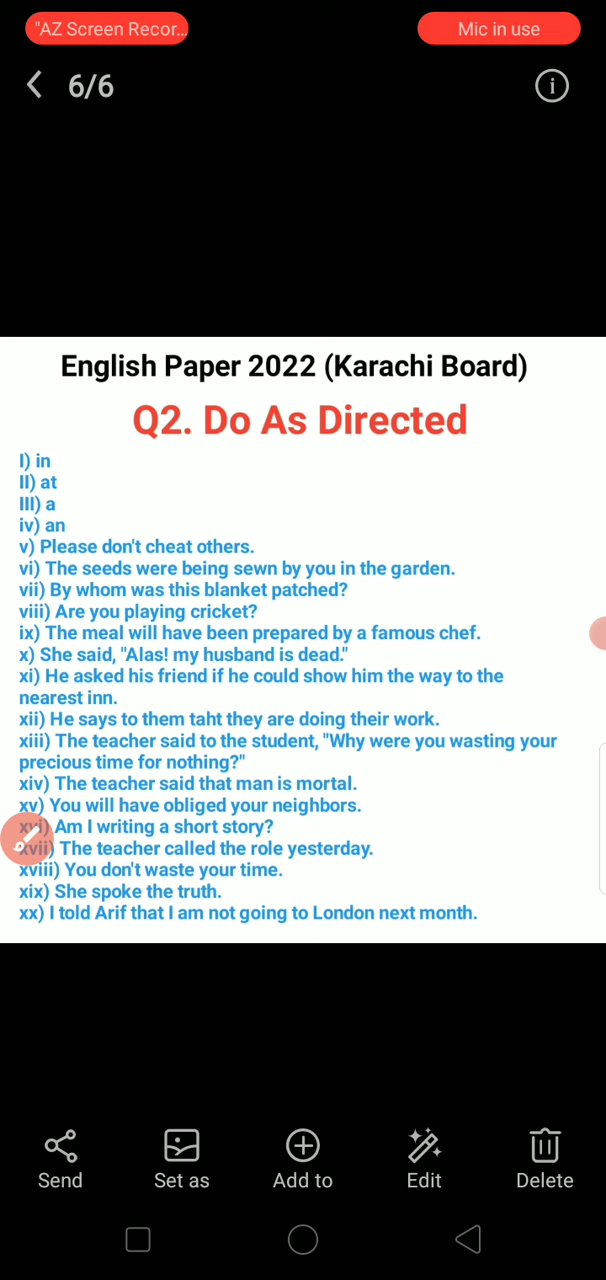 "AZ Screen Recor...
Mic in use
6/6
English Paper 2022 (Karachi Board)
Q2. Do As Directed
I) in
II) at
III) a
iv) an
v) Please don't cheat others.
vi) The seeds were being sewn by you in the garden.
vii) By whom was this blanket patched?
viii) Are you playing cricket?
ix) The meal will have been prepared by a famous chef.
x) She said, "Alas! my husband is dead."
xi) He asked his friend if he could show him the way to the
nearest inn.
xii) He says to them taht they are doing their work.
xiii) The teacher said to the student, "Why were you wasting your
precious time for nothing?"
xiv) The teacher said that man is mortal.
xv) You will have obliged your neighbors.
xvi) Am I writing a short story?
xvii) The teacher called the role yesterday.
xviii) You don't waste your time.
xix) She spoke the truth.
xx) I told Arif that I am not going to London next month.
Send
Set as
Add to
Edit
Delete